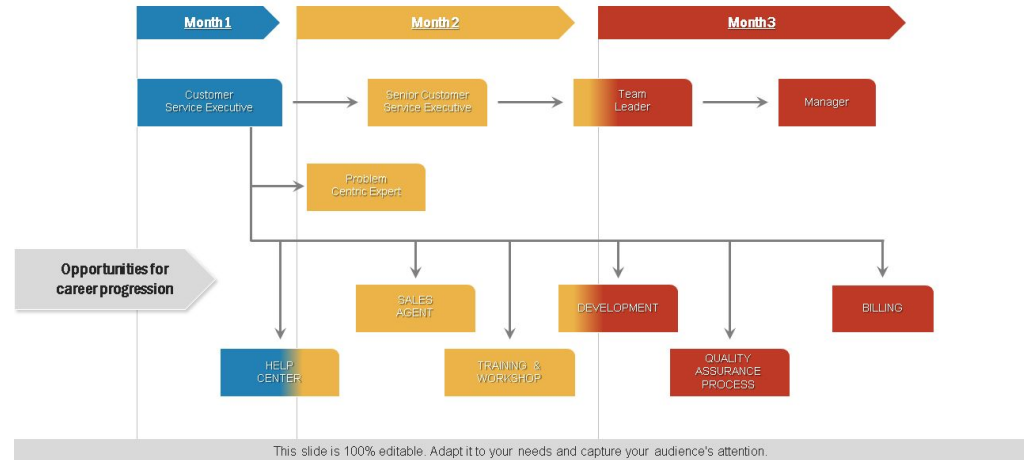 Month 1
Month 2
Month 3
Customer
Service Executive
Senior Customer
Service Executive
Team
Leader
Manager
Problem
Centric Expert
Opportunities for
career progression
SALES
AGENT
DEVELOPMENT
BILLING
HELP
CENTER
TRAINING &
WORKSHOP
QUALITY
ASSURANCE
PROCESS
This slide is 100% editable. Adapt it to your needs and capture your audience's attention.